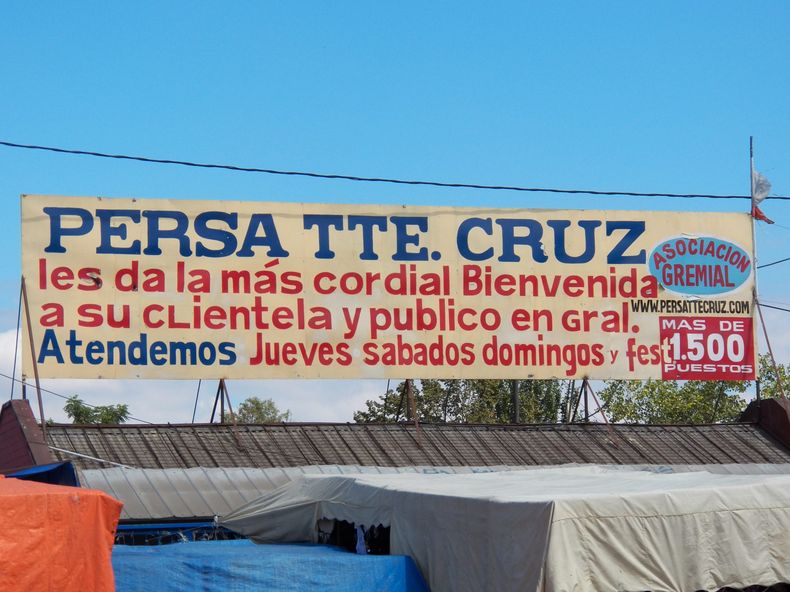 PERSA TTE. CRUZ
les da la más cordial Bienvenida
a su clientela y publico en Gral.
Atendemos Jueves sabados domingos y fest
ASOCIACION
GREMIAL
WWW.PERSATTECRUZ.COM
MAS DE
1.500
PUESTOS